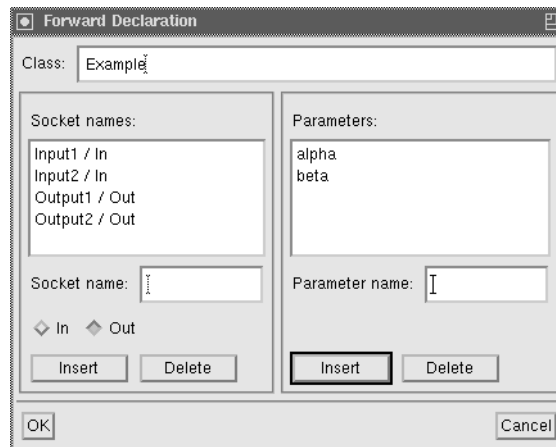 Forward Declaration
Class: Example
Socket names:
Input1 / In
Input2 / In
Output1 / Out
Output2 / Out
Socket name:
In Out
Insert Delete
Parameters:
alpha
beta
Parameter name:
Insert Delete
OK Cancel